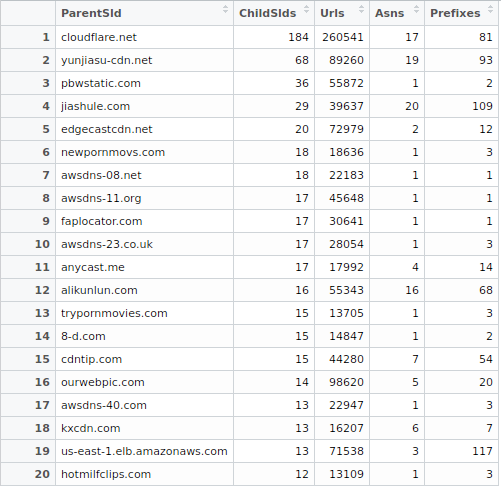 ParentSld ChildSlds Urls Asns Prefixes
1 cloudflare.net 184 260541 17 81
2 yunjiasu-cdn.net 68 89260 19 93
3 pbwstatic.com 36 55872 1 2
4 jiashule.com 29 39637 20 109
5 edgecastcdn.net 20 72979 2 12
6 newpornmovs.com 18 18636 1 3
7 awsdns-08.net 18 22183 1 1
8 awsdns-11.org 17 45648 1 1
9 faplocator.com 17 30641 1 1
10 awsdns-23.co.uk 17 28054 1 3
11 anycast.me 17 17992 4 14
12 alikunlun.com 16 55343 16 68
13 trypornmovies.com 15 13705 1 3
14 8-d.com 15 14847 1 2
15 cdntip.com 15 44280 7 54
16 ourwebpic.com 14 98620 5 20
17 awsdns-40.com 13 22947 1 3
18 kxcdn.com 13 16207 6 7
19 us-east-1.elb.amazonaws.com 13 71538 3 117
20 hotmilfclips.com 12 13109 1 3